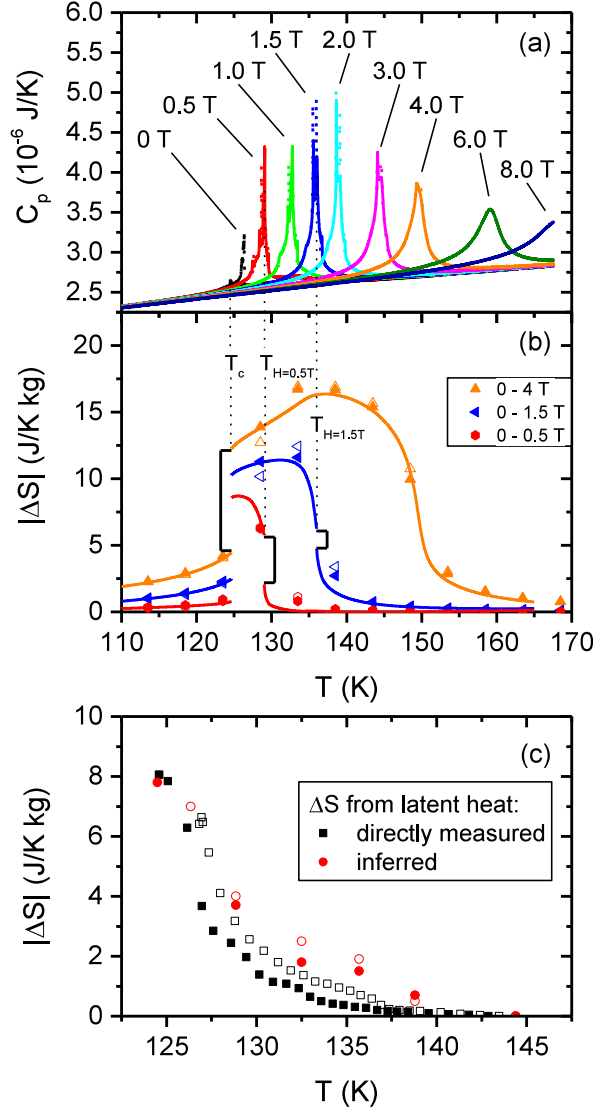 (a)
0 T
0.5 T
1.0 T
1.5 T
2.0 T
3.0 T
4.0 T
6.0 T
8.0 T
5.0
4.5
4.0
3.5
3.0
2.5
C_p (10^-6 J/K)
(b)
T_c
T_H=0.5T
T_H=1.5T
0 - 4 T
0 - 1.5 T
0 - 0.5 T
20
15
10
5
0
|ΔS| (J/K kg)
110 120 130 140 150 160 170
T (K)
(c)
ΔS from latent heat:
directly measured
inferred
10
8
6
4
2
0
|ΔS| (J/K kg)
125 130 135 140 145
T (K)